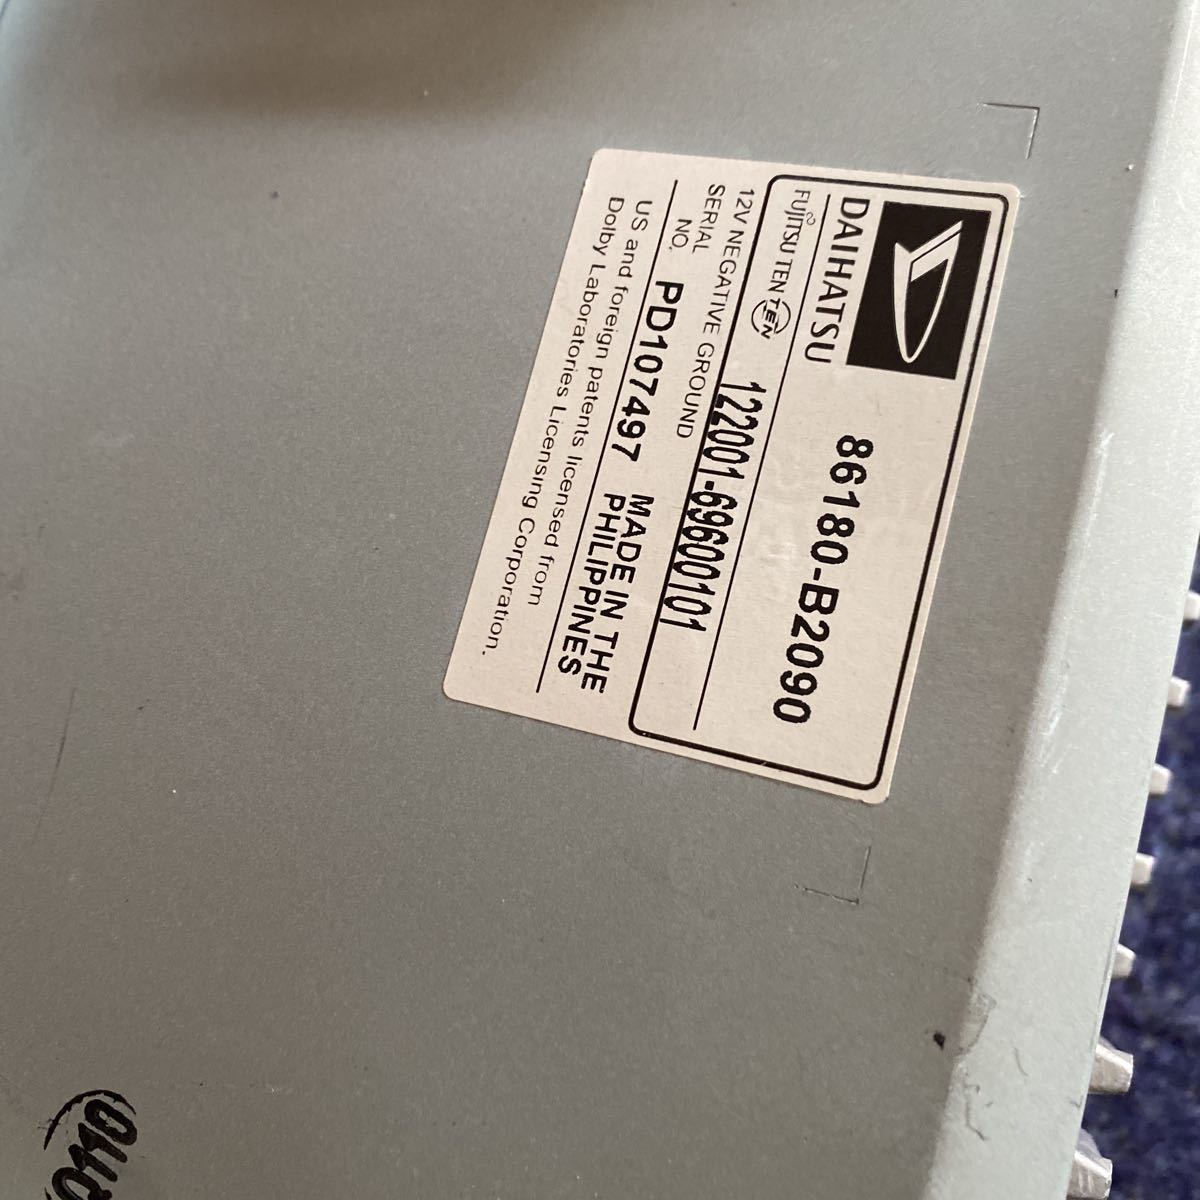 DAIHATSU
86180-B2090
FUJITSU TEN TEN
122001-69600101
12V NEGATIVE GROUND
SERIAL NO. PD107497 MADE IN THE PHILIPPINES
US and foreign patents licensed from
Dolby Laboratories Licensing Corporation.